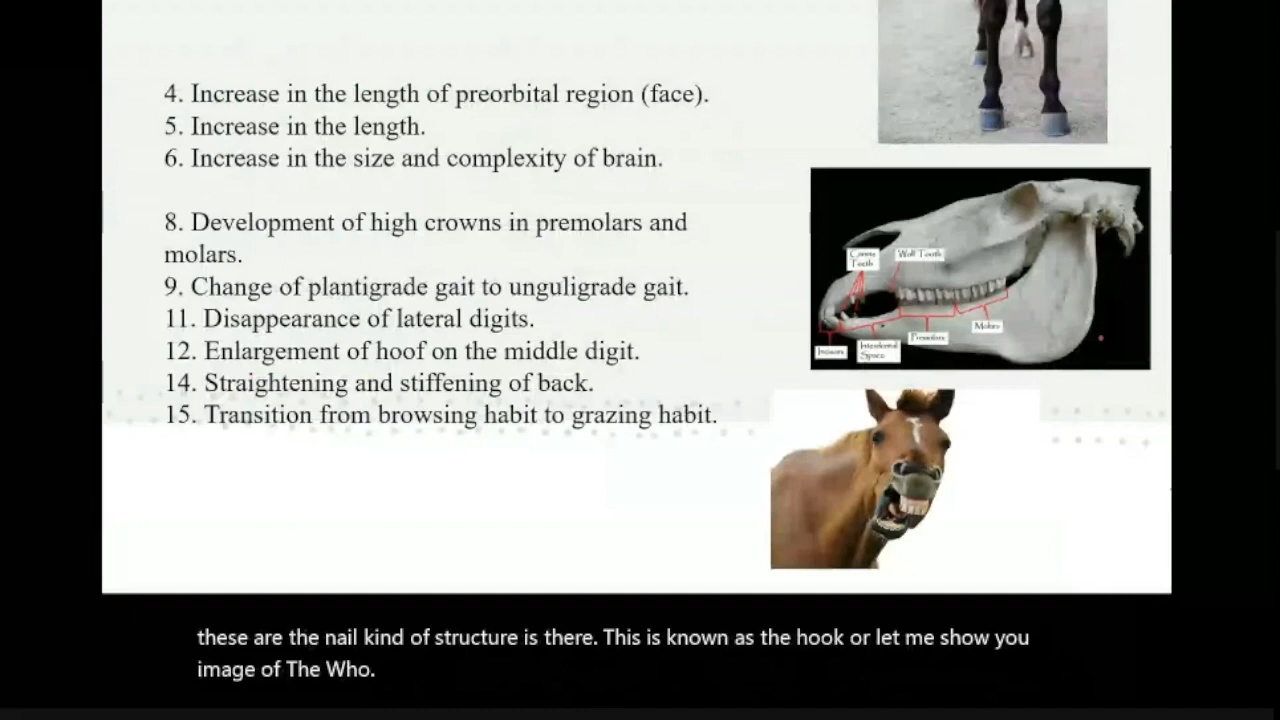 4. Increase in the length of preorbital region (face).
5. Increase in the length.
6. Increase in the size and complexity of brain.
8. Development of high crowns in premolars and
molars.
9. Change of plantigrade gait to unguligrade gait.
11. Disappearance of lateral digits.
12. Enlargement of hoof on the middle digit.
14. Straightening and stiffening of back.
15. Transition from browsing habit to grazing habit.
Canine
Teeth
Wolf Tooth
Molars
Premolars
Incisors
Interdental
Space
these are the nail kind of structure is there. This is known as the hook or let me show you
image of The Who.